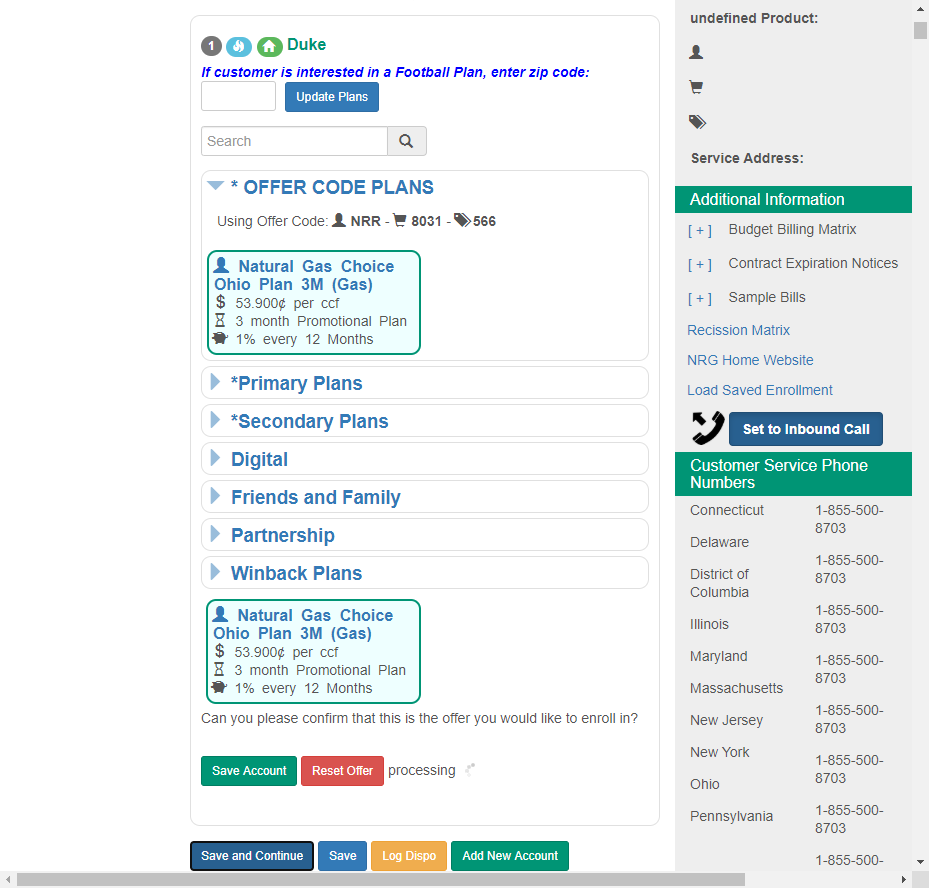 1 Duke
If customer is interested in a Football Plan, enter zip code:
Update Plans
Search
* OFFER CODE PLANS
Using Offer Code: NRR - 8031 - 566
Natural Gas Choice
Ohio Plan 3M (Gas)
$ 53.900¢ per ccf
3 month Promotional Plan
1% every 12 Months
*Primary Plans
*Secondary Plans
Digital
Friends and Family
Partnership
Winback Plans
Natural Gas Choice
Ohio Plan 3M (Gas)
$ 53.900¢ per ccf
3 month Promotional Plan
1% every 12 Months
Can you please confirm that this is the offer you would like to enroll in?
Save Account Reset Offer processing
Save and Continue Save Log Dispo Add New Account
undefined Product:
Service Address:
Additional Information
[ + ] Budget Billing Matrix
[ + ] Contract Expiration Notices
[ + ] Sample Bills
Recission Matrix
NRG Home Website
Load Saved Enrollment
Set to Inbound Call
Customer Service Phone
Numbers
Connecticut
Delaware
District of
Columbia
Illinois
Maryland
Massachusetts
New Jersey
New York
Ohio
Pennsylvania
1-855-500-
8703
1-855-500-
8703
1-855-500-
8703
1-855-500-
8703
1-855-500-
8703
1-855-500-
8703
1-855-500-
8703
1-855-500-